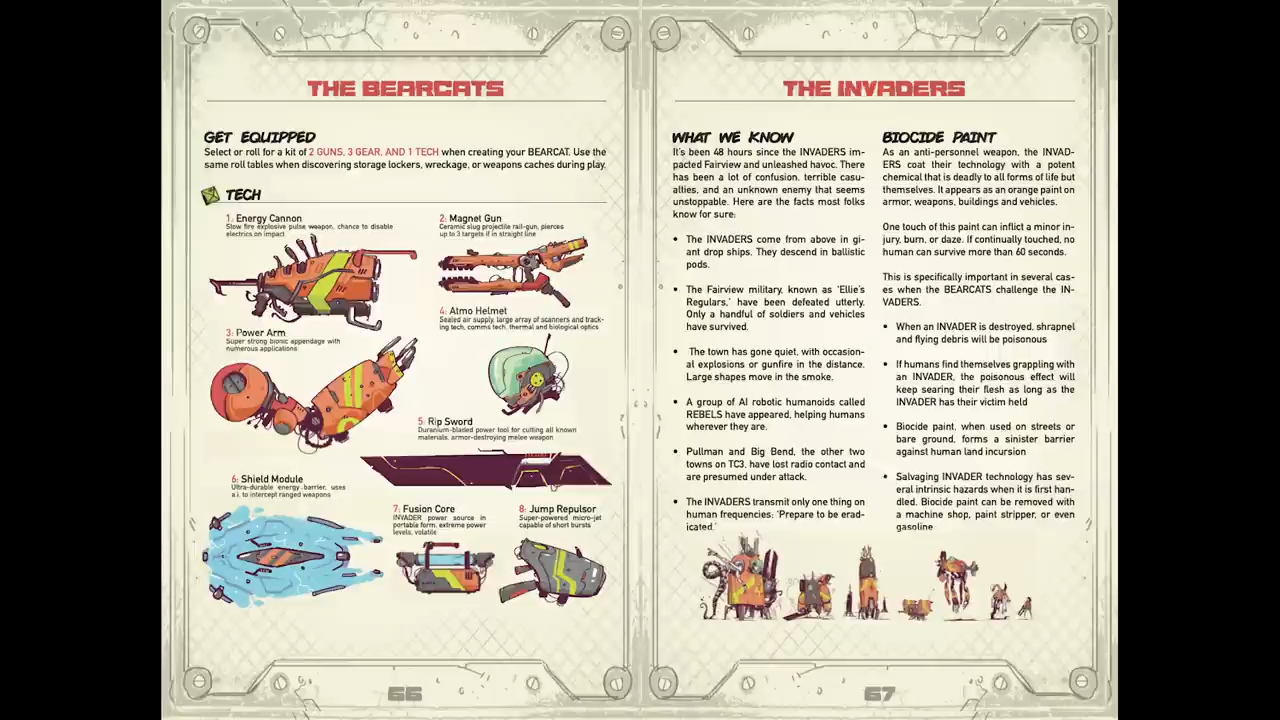 THE BEARCATS
GET EQUIPPED
Select or roll for a kit of 2 GUNS, 3 GEAR, AND 1 TECH when creating your BEARCAT. Use the
same roll tables when discovering storage lockers, wreckage, or weapons caches during play.
TECH
1: Energy Cannon
Slow fire explosive pulse weapon, chance to disable
electrics on impact
2: Magnet Gun
Ceramic slug projectile rail-gun, pierces
up to 3 targets if in straight line
3: Power Arm
Super strong bionic appendage with
numerous applications
4: Atmo Helmet
Sealed air supply, large array of scanners and track-
ing tech, comms tech, thermal and biological optics
5: Rip Sword
Duranium-bladed power tool for cutting all known
materials, armor-destroying melee weapon
6: Shield Module
Ultra-durable energy barrier, uses
a.i. to intercept ranged weapons
7: Fusion Core
INVADER power source in
portable form, extreme power
levels, volatile
8: Jump Repulsor
Super-powered micro-jet
capable of short bursts
66
THE INVADERS
WHAT WE KNOW
It's been 48 hours since the INVADERS im-
pacted Fairview and unleashed havoc. There
has been a lot of confusion, terrible casu-
alties, and an unknown enemy that seems
unstoppable. Here are the facts most folks
know for sure:
• The INVADERS come from above in gi-
ant drop ships. They descend in ballistic
pods.
• The Fairview military, known as 'Ellie's
Regulars,' have been defeated utterly.
Only a handful of soldiers and vehicles
have survived.
• The town has gone quiet, with occasion-
al explosions or gunfire in the distance.
Large shapes move in the smoke.
• A group of AI robotic humanoids called
REBELS have appeared, helping humans
wherever they are.
• Pullman and Big Bend, the other two
towns on TC3, have lost radio contact and
are presumed under attack.
• The INVADERS transmit only one thing on
human frequencies: 'Prepare to be erad-
icated.'
BIOCIDE PAINT
As an anti-personnel weapon, the INVAD-
ERS coat their technology with a potent
chemical that is deadly to all forms of life but
themselves. It appears as an orange paint on
armor, weapons, buildings and vehicles.
One touch of this paint can inflict a minor in-
jury, burn, or daze. If continually touched, no
human can survive more than 60 seconds.
This is specifically important in several cas-
es when the BEARCATS challenge the IN-
VADERS.
• When an INVADER is destroyed, shrapnel
and flying debris will be poisonous
• If humans find themselves grappling with
an INVADER, the poisonous effect will
keep searing their flesh as long as the
INVADER has their victim held
• Biocide paint, when used on streets or
bare ground, forms a sinister barrier
against human land incursion
• Salvaging INVADER technology has sev-
eral intrinsic hazards when it is first han-
dled. Biocide paint can be removed with
a machine shop, paint stripper, or even
gasoline
67